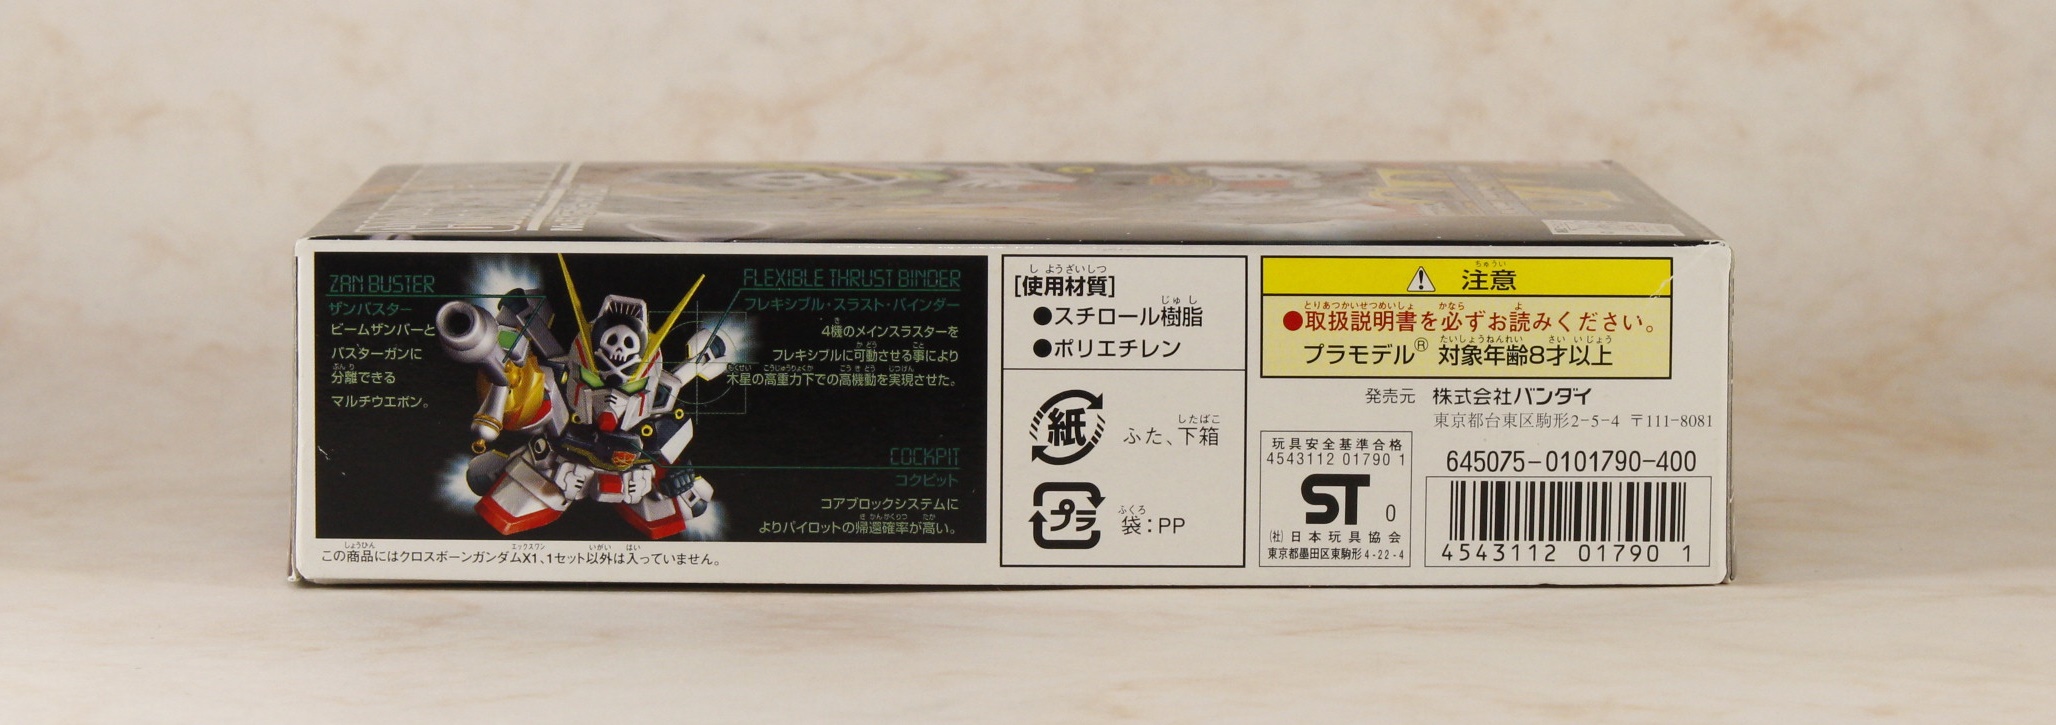 ZAN BUSTER
ザンバスター
ビームザンバーと
バスターガンに
分離できる
マルチウエポン。
FLEXIBLE THRUST BINDER
フレキシブル・スラスト・バインダー
4機のメインスラスターを
フレキシブルに可動させる事により
木星の高重力下での高機動を実現させた。
COCKPIT
コクピット
コアブロックシステムに
よりパイロットの帰還確率が高い。
この商品にはクロスボーンガンダムX1、1セット以外は入っていません。
[使用材質]
●スチロール樹脂
●ポリエチレン
紙
ふた、下箱
プラ
袋:PP
注意
●取扱説明書を必ずお読みください。
プラモデル® 対象年齢8才以上
発売元 株式会社バンダイ
東京都台東区駒形2-5-4 〒111-8081
玩具安全基準合格
4543112 01790 1
ST 0
(社)日本玩具協会
東京都墨田区東駒形4-22-4
645075-0101790-400
4543112 01790 1